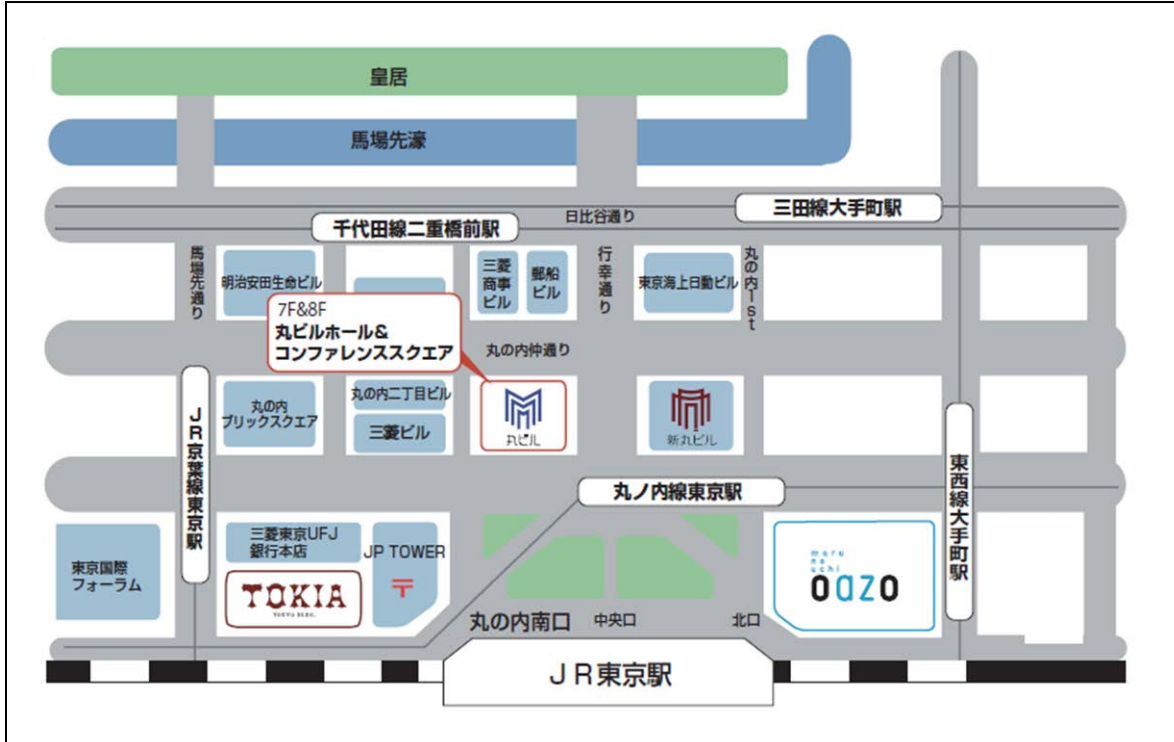 皇居
馬場先濠
三田線大手町駅
日比谷通り
千代田線二重橋前駅
馬場先通り
明治安田生命ビル
三菱
商事
ビル
郵船
ビル
行幸通り
東京海上日動ビル
丸の内1st
7F&8F
丸ビルホール&
コンファレンススクエア
丸の内仲通り
丸の内
ブリックスクエア
丸の内二丁目ビル
三菱ビル
丸ビル
新丸ビル
JR京葉線東京駅
丸ノ内線東京駅
東西線大手町駅
東京国際
フォーラム
三菱東京UFJ
銀行本店
TOKIA
TOKYO BLDG.
JP TOWER
〒
maru
no
uchi
oazo
丸の内南口
中央口
北口
JR東京駅